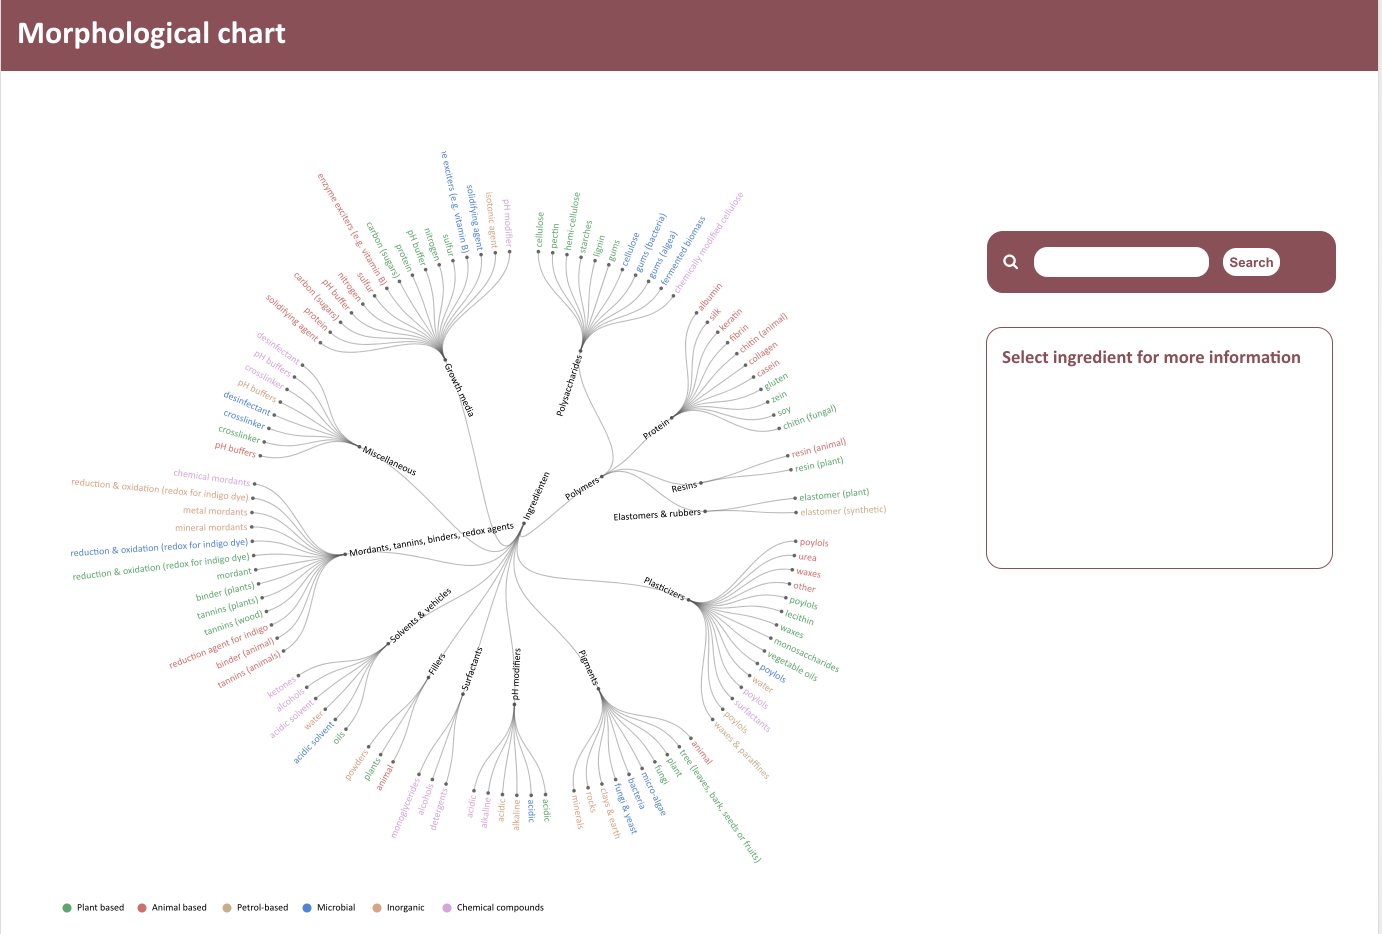 Morphological chart
Search
Select ingredient for more information
Ingrediënten
Polymers
Polysaccharides
cellulose
pectin
hemi-cellulose
starches
lignin
gums
cellulose
gums (bacteria)
gums (algea)
fermented biomass
chemically modified cellulose
Protein
albumin
silk
keratin
fibrin
chitin (animal)
collagen
casein
gluten
zein
soy
chitin (fungal)
Resins
resin (animal)
resin (plant)
Elastomers & rubbers
elastomer (plant)
elastomer (synthetic)
Plasticizers
poylols
urea
waxes
other
poylols
lecithin
waxes
monosaccharides
vegetable oils
poylols
water
poylols
surfactants
poylols
waxes & paraffines
Pigments
animal
tree (leaves, bark, seeds or fruits)
plant
fungi
micro-algae
bacteria
fungi & yeast
clays & earth
rocks
minerals
pH modifiers
acidic
acidic
alkaline
acidic
alkaline
acidic
Surfactants
detergents
alcohols
monoglycerides
Fillers
animal
plants
powders
Solvents & vehicles
oils
acidic solvent
water
acidic solvent
alcohols
ketones
Mordants, tannins, binders, redox agents
tannins (animals)
binder (animal)
reduction agent for indigo
tannins (wood)
tannins (plants)
binder (plants)
mordant
reduction & oxidation (redox for indigo dye)
reduction & oxidation (redox for indigo dye)
mineral mordants
metal mordants
reduction & oxidation (redox for indigo dye)
chemical mordants
Miscellaneous
pH buffers
crosslinker
crosslinker
desinfectant
pH buffers
crosslinker
pH buffers
desinfectant
Growth media
solidifying agent
protein
carbon (sugars)
pH buffer
nitrogen
sulfur
enzyme exciters (e.g. vitamin B)
carbon (sugars)
protein
pH buffer
nitrogen
sulfur
ne exciters (e.g. vitamin B)
solidifying agent
isotonic agent
pH modifier
Plant based
Animal based
Petrol-based
Microbial
Inorganic
Chemical compounds